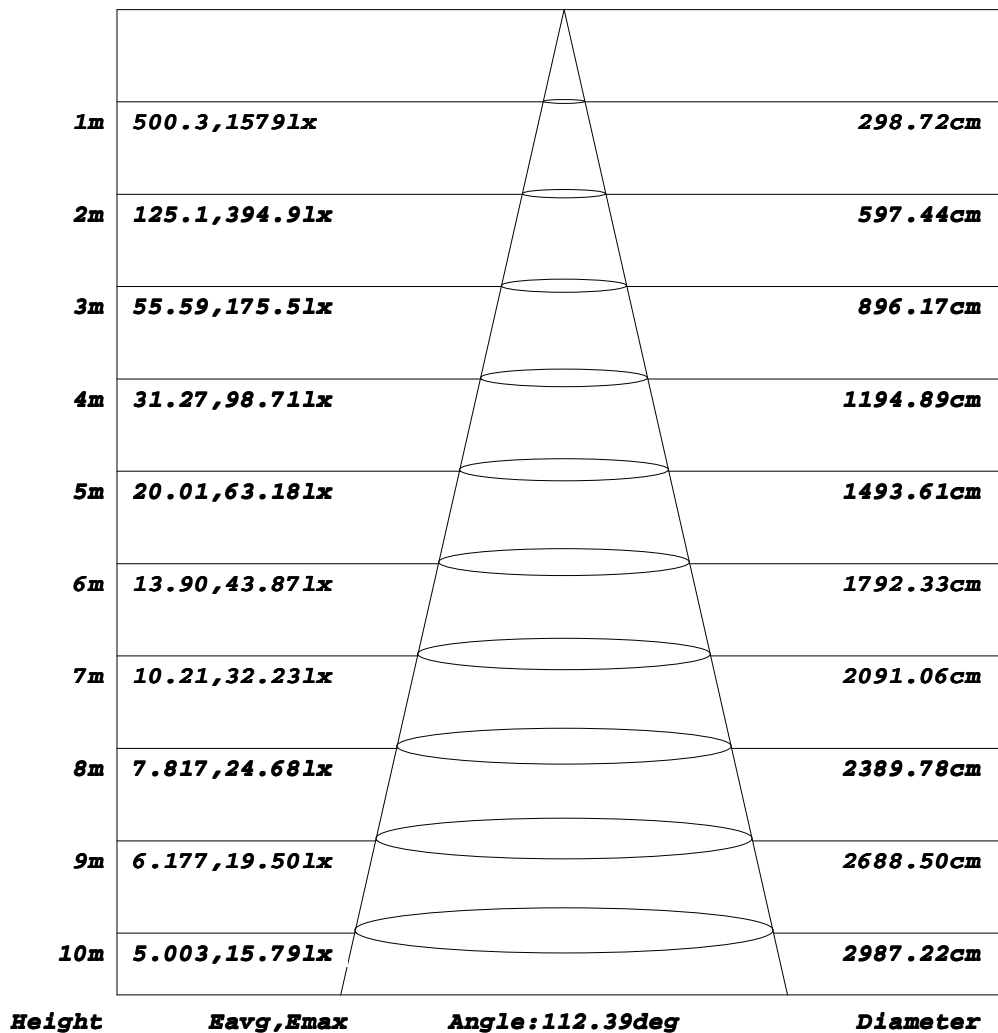 1m 500.3,1579lx 298.72cm
2m 125.1,394.9lx 597.44cm
3m 55.59,175.5lx 896.17cm
4m 31.27,98.71lx 1194.89cm
5m 20.01,63.18lx 1493.61cm
6m 13.90,43.87lx 1792.33cm
7m 10.21,32.23lx 2091.06cm
8m 7.817,24.68lx 2389.78cm
9m 6.177,19.50lx 2688.50cm
10m 5.003,15.79lx 2987.22cm
Height Eavg,Emax Angle:112.39deg Diameter